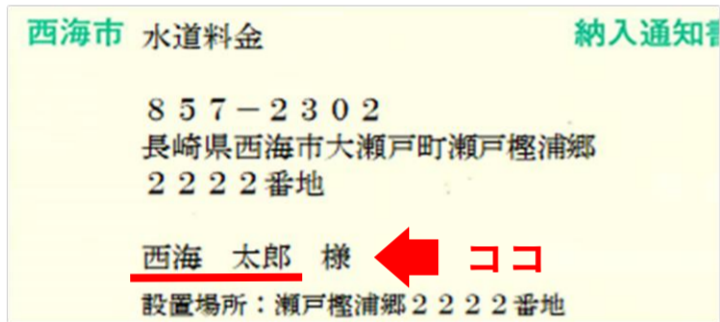 西海市 水道料金 納入通知書
857-2302
長崎県西海市大瀬戸町瀬戸樫浦郷
2222番地
西海 太郎 様 ココ
設置場所:瀬戸樫浦郷2222番地